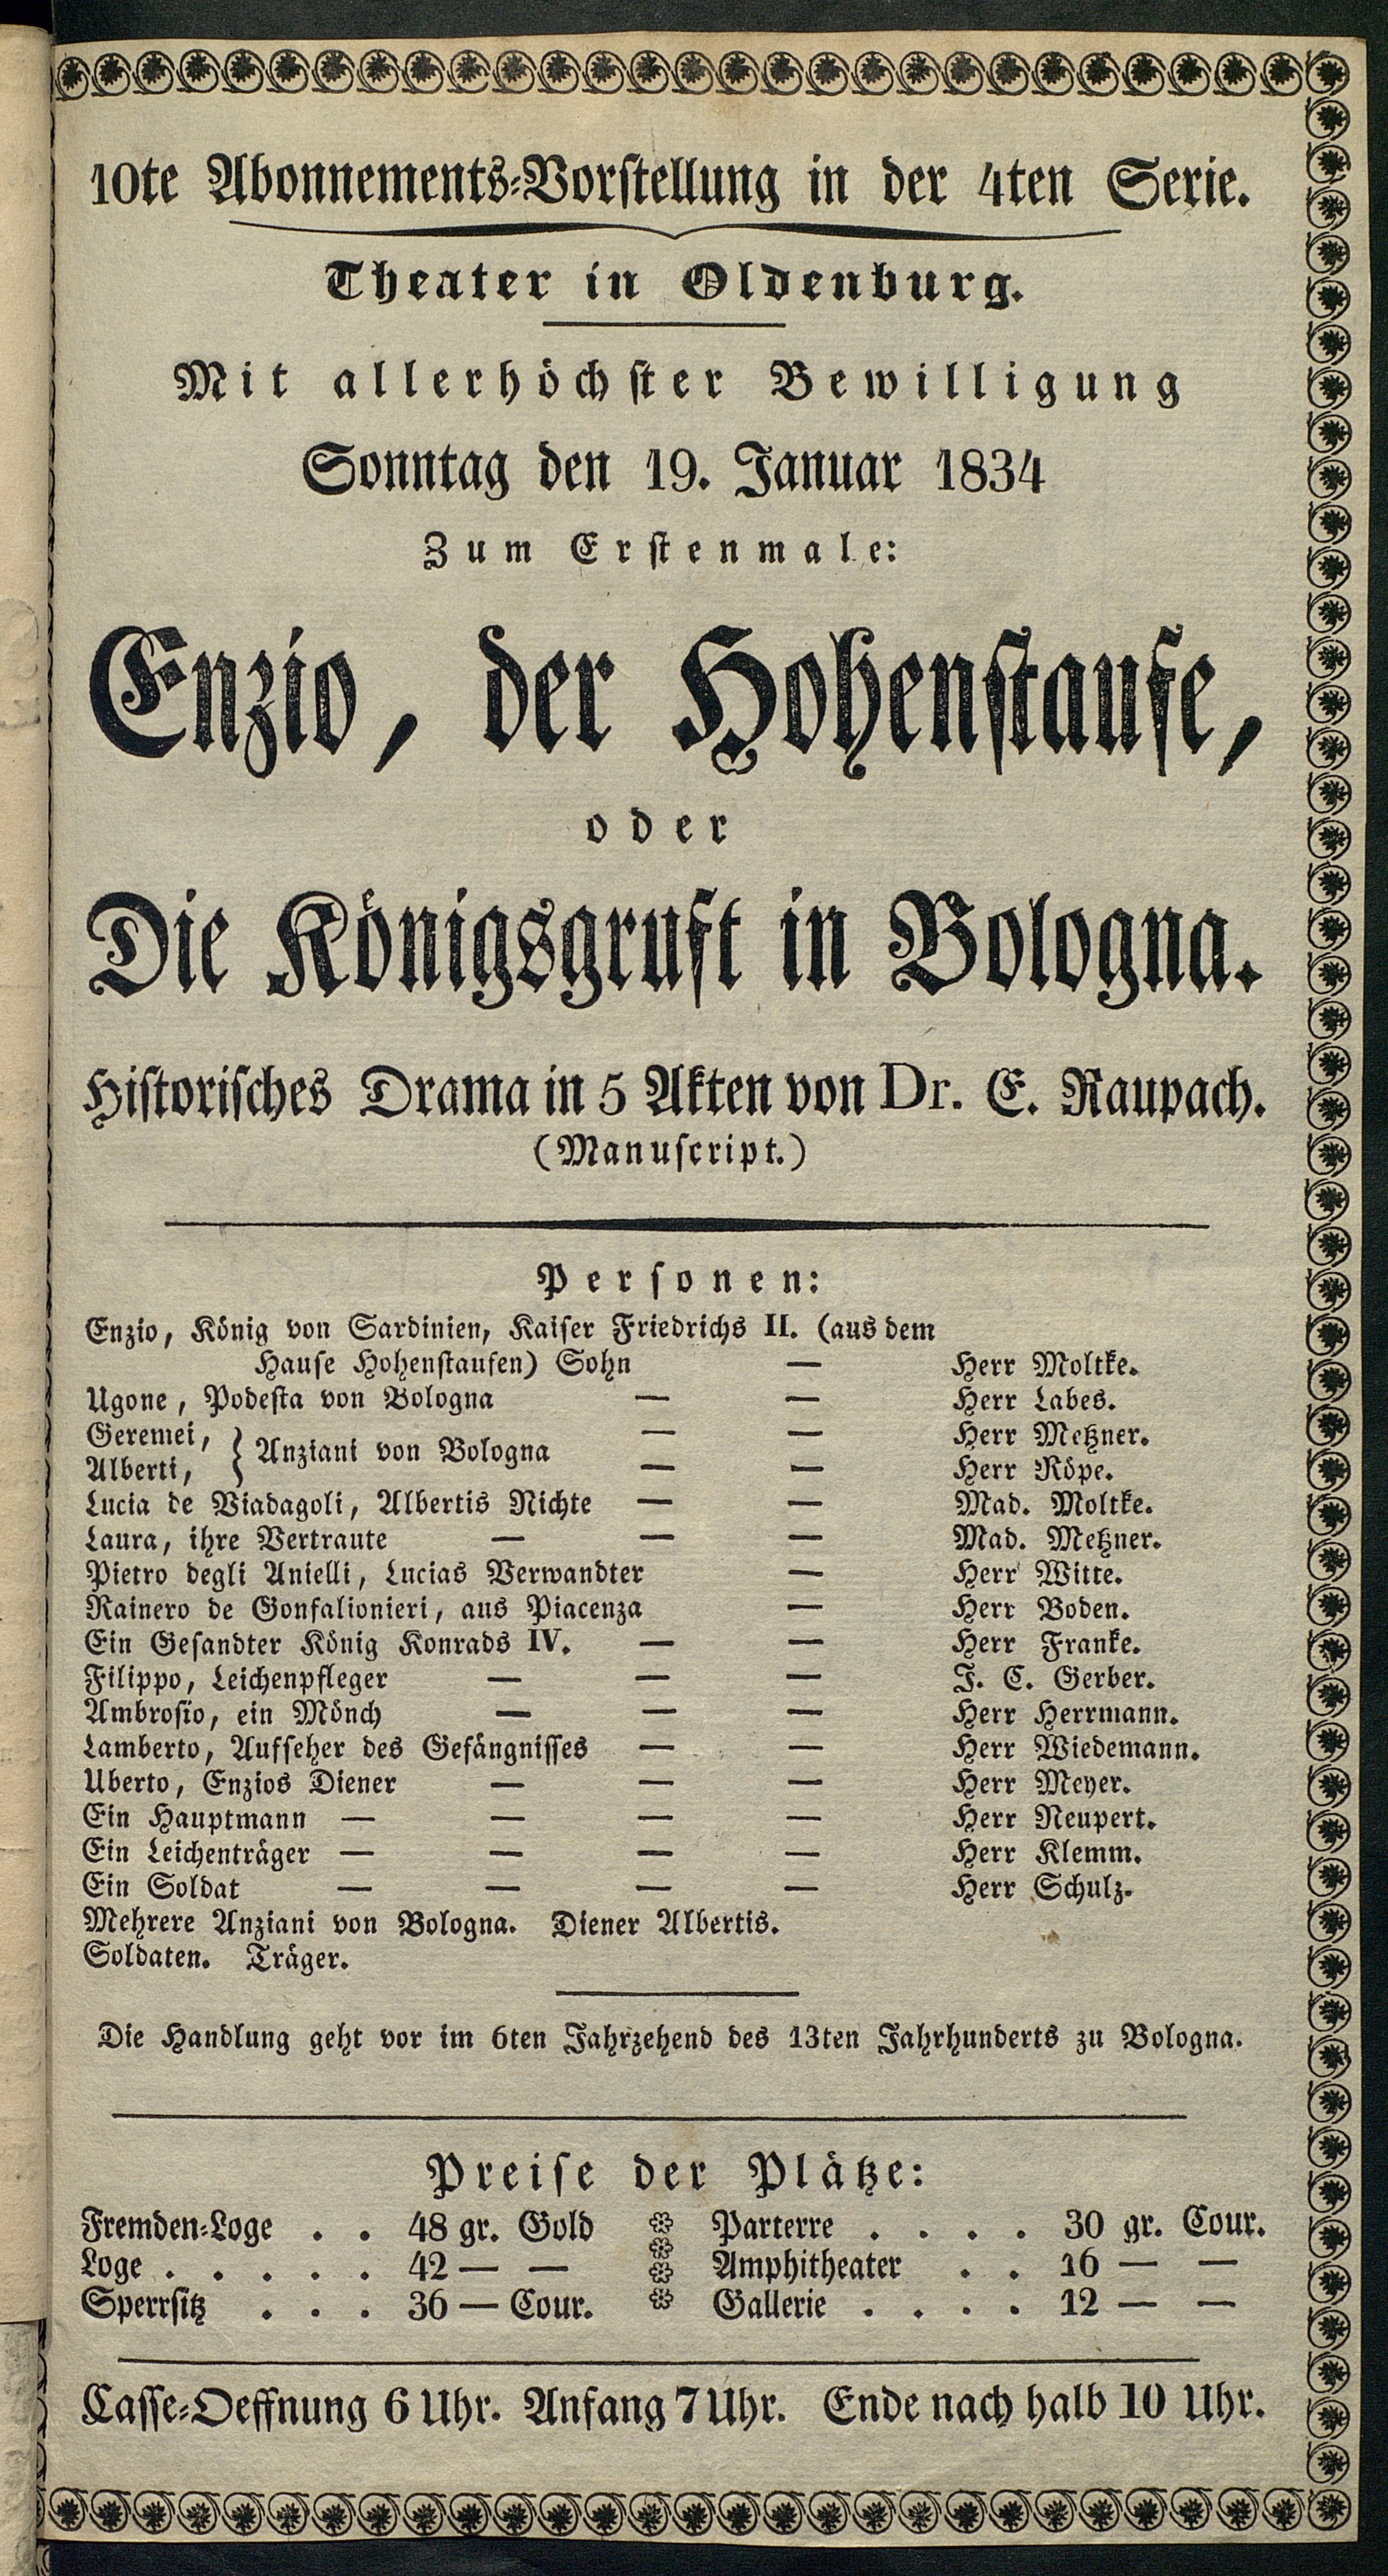 10te Abonnements-Vorstellung in der 4ten Serie.
Theater in Oldenburg.
Mit allerhöchster Bewilligung
Sonntag den 19. Januar 1834
Zum Erstenmale:
Enzio, der Hohenstaufe,
oder
Die Königsgruft in Bologna.
Historisches Drama in 5 Akten von Dr. E. Raupach.
(Manuscript.)
Personen:
Enzio, König von Sardinien, Kaiser Friedrichs II. (aus dem
Hause Hohenstaufen) Sohn — Herr Moltke.
Ugone, Podesta von Bologna — — Herr Labes.
Geremei, } Anziani von Bologna — — Herr Metzner.
Alberti, — — Herr Röpe.
Lucia de Viadagoli, Albertis Nichte — — Mad. Moltke.
Laura, ihre Vertraute — — — Mad. Metzner.
Pietro degli Anielli, Lucias Verwandter — Herr Witte.
Rainero de Gonfalionieri, aus Piacenza — Herr Boden.
Ein Gesandter König Konrads IV. — — Herr Franke.
Filippo, Leichenpfleger — — — J. C. Gerber.
Ambrosio, ein Mönch — — — Herr Herrmann.
Lamberto, Aufseher des Gefängnisses — — Herr Wiedemann.
Uberto, Enzios Diener — — — Herr Meyer.
Ein Hauptmann — — — — Herr Neupert.
Ein Leichenträger — — — — Herr Klemm.
Ein Soldat — — — — Herr Schulz.
Mehrere Anziani von Bologna. Diener Albertis.
Soldaten. Träger.
Die Handlung geht vor im 6ten Jahrzehend des 13ten Jahrhunderts zu Bologna.
Preise der Plätze:
Fremden-Loge . . 48 gr. Gold Parterre . . . . 30 gr. Cour.
Loge . . . . . 42 — — Amphitheater . . 16 — —
Sperrsitz . . . 36 — Cour. Gallerie . . . . 12 — —
Casse-Oeffnung 6 Uhr. Anfang 7 Uhr. Ende nach halb 10 Uhr.